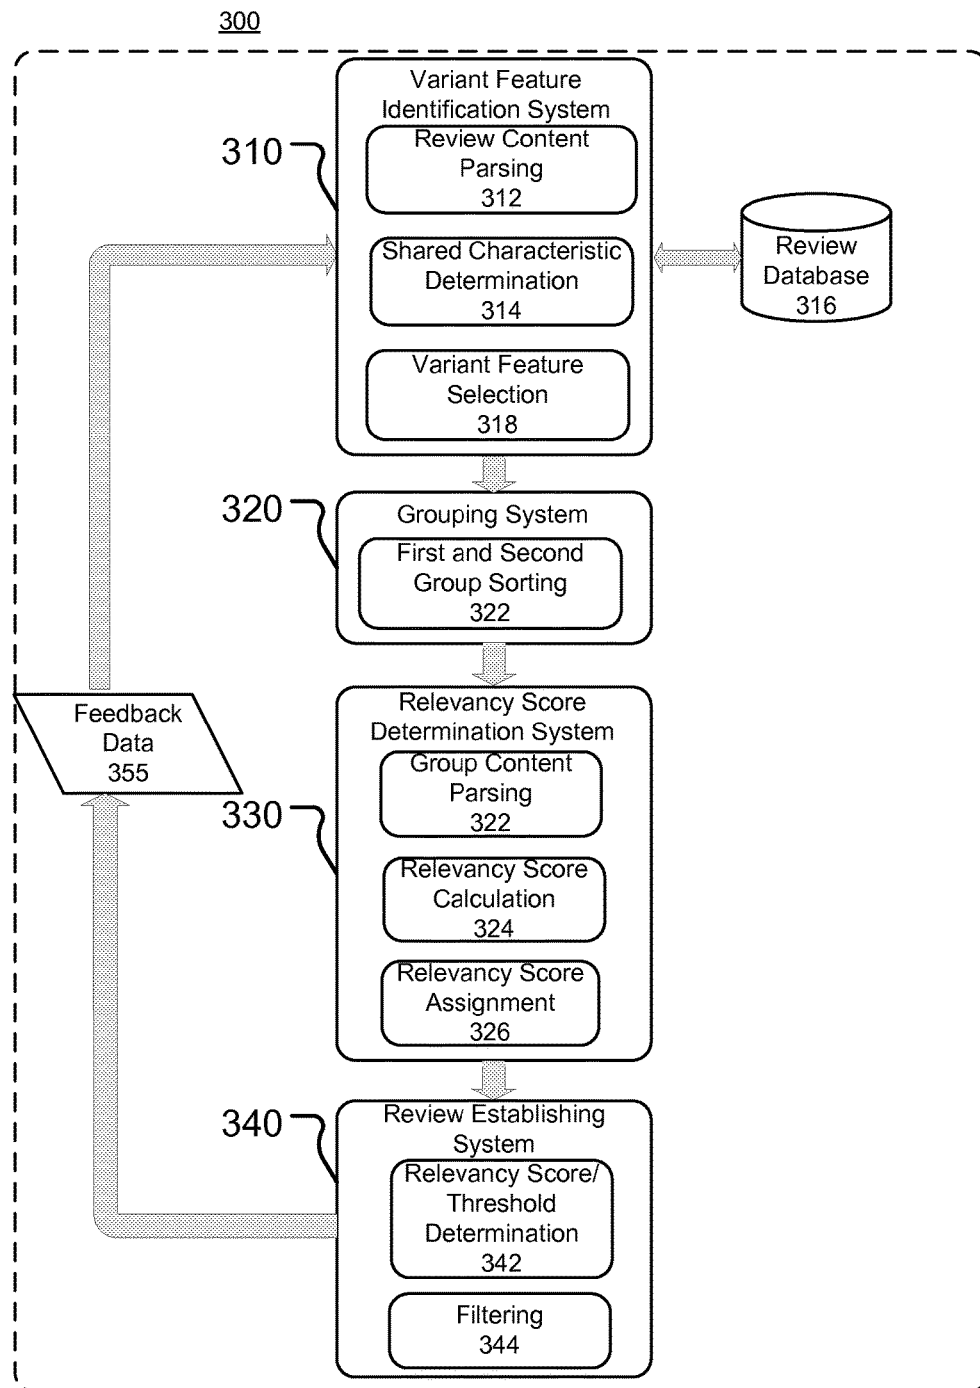 300
Variant Feature
Identification System
310
Review Content
Parsing
312
Shared Characteristic
Determination
314
Review
Database
316
Variant Feature
Selection
318
320
Grouping System
First and Second
Group Sorting
322
Relevancy Score
Determination System
Feedback
Data
355
330
Group Content
Parsing
322
Relevancy Score
Calculation
324
Relevancy Score
Assignment
326
340
Review Establishing
System
Relevancy Score/
Threshold
Determination
342
Filtering
344